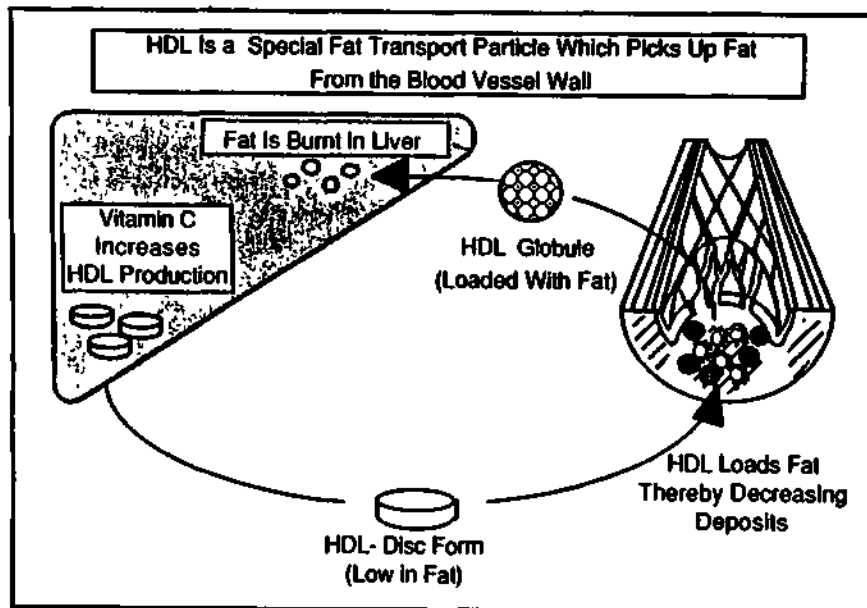 HDL Is a Special Fat Transport Particle Which Picks Up Fat
From the Blood Vessel Wall
Fat Is Burnt In Liver
Vitamin C
Increases
HDL Production
HDL Globute
(Loaded With Fat)
HDL Loads Fat
Thereby Decreasing
Deposits
HDL- Disc Form
(Low in Fat)